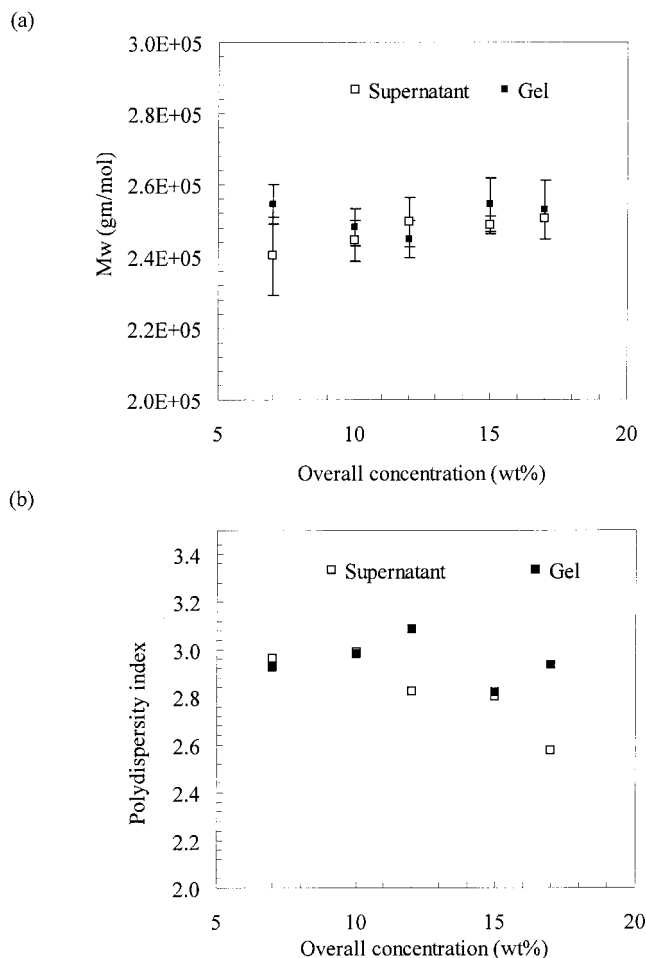 (a)
3.0E+05
2.8E+05
2.6E+05
2.4E+05
2.2E+05
2.0E+05
Mw (gm/mol)
Supernatant Gel
5 10 15 20
Overall concentration (wt%)
(b)
3.4
3.2
3.0
2.8
2.6
2.4
2.2
2.0
Polydispersity index
Supernatant Gel
5 10 15 20
Overall concentration (wt%)